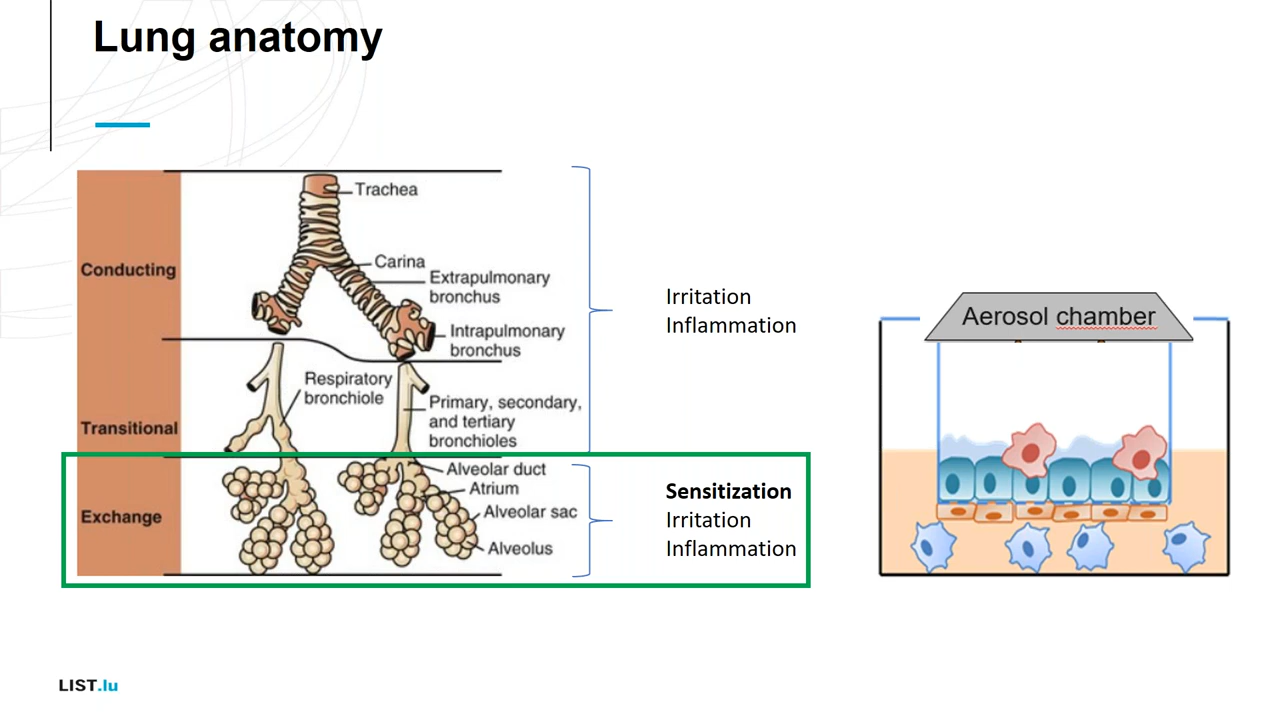 Lung anatomy
Conducting
Trachea
Carina
Extrapulmonary
bronchus
Intrapulmonary
bronchus
Transitional
Respiratory
bronchiole
Primary, secondary,
and tertiary
bronchioles
Irritation
Inflammation
Exchange
Alveolar duct
Atrium
Alveolar sac
Alveolus
Sensitization
Irritation
Inflammation
Aerosol chamber
LIST.lu